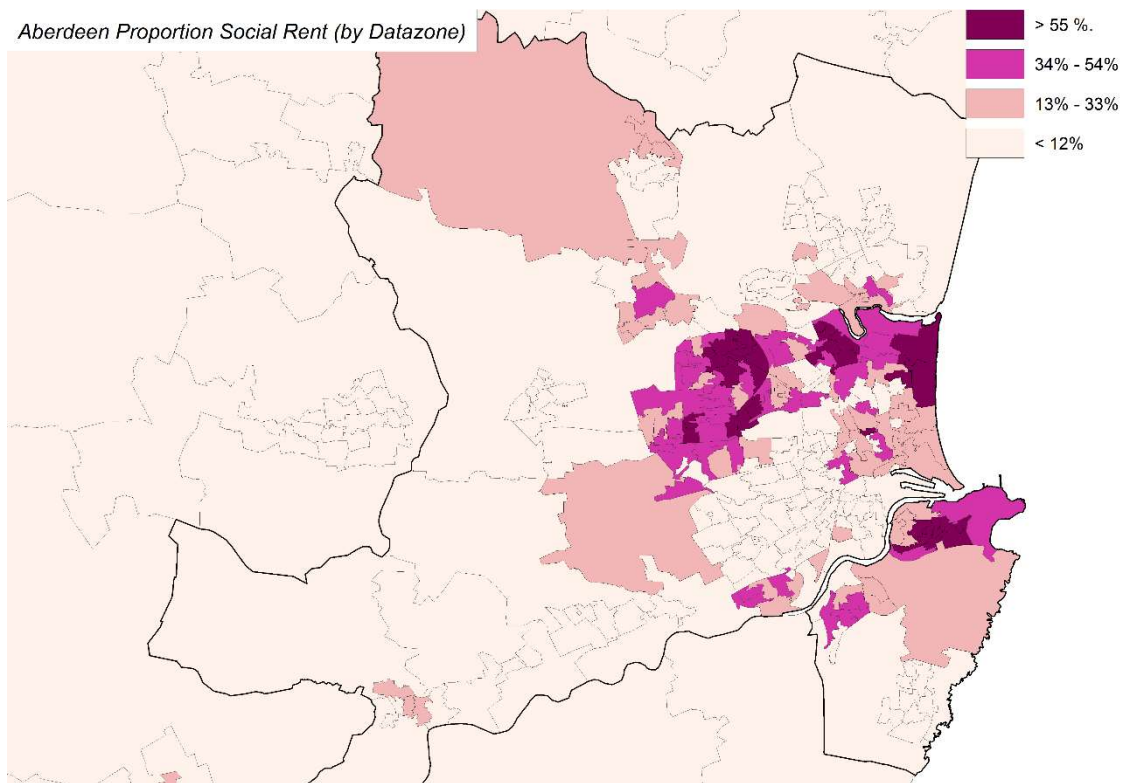 Aberdeen Proportion Social Rent (by Datazone)
> 55 %.
34% - 54%
13% - 33%
< 12%